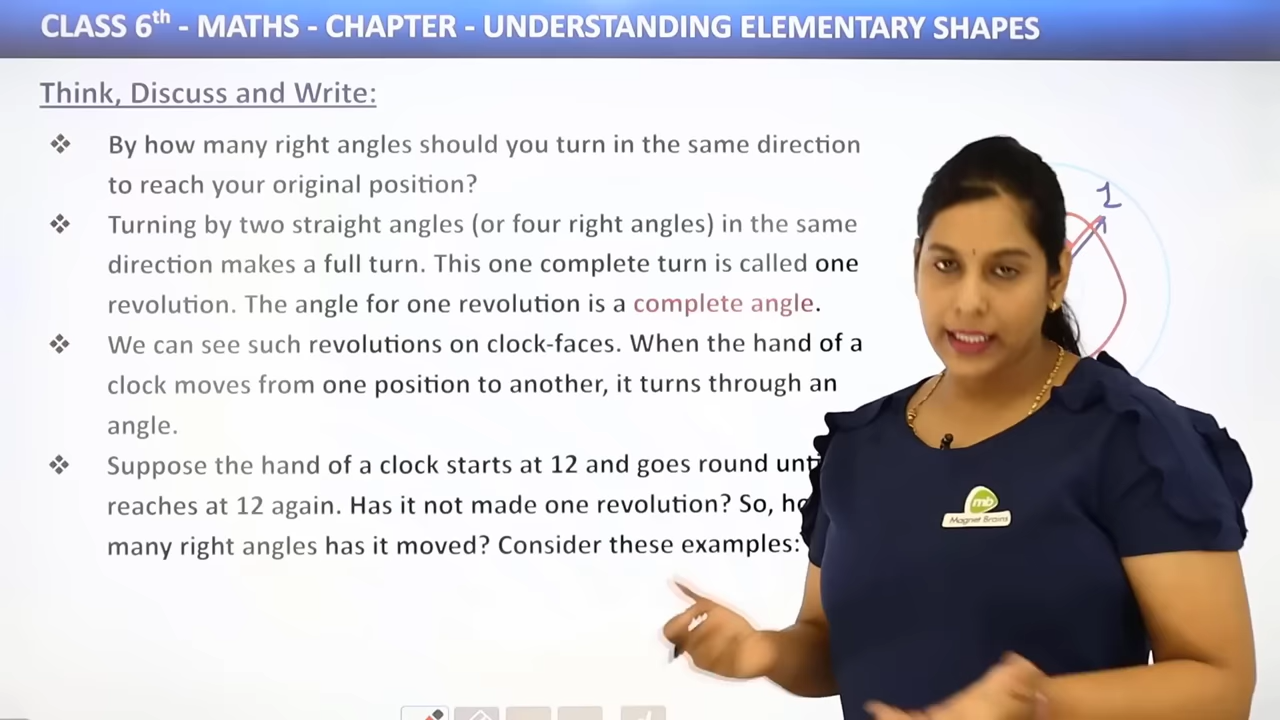 CLASS 6th - MATHS - CHAPTER - UNDERSTANDING ELEMENTARY SHAPES
Think, Discuss and Write:
❖ By how many right angles should you turn in the same direction
to reach your original position?
❖ Turning by two straight angles (or four right angles) in the same
direction makes a full turn. This one complete turn is called one
revolution. The angle for one revolution is a complete angle.
❖ We can see such revolutions on clock-faces. When the hand of a
clock moves from one position to another, it turns through an
angle.
❖ Suppose the hand of a clock starts at 12 and goes round
reaches at 12 again. Has it not made one revolution? So,
many right angles has it moved? Consider these examples:
1
mb
Magnet Brains